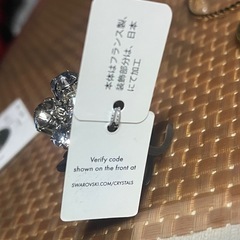 本体はフランス製、
装飾部分は、日本
にて加工
Verify code
shown on the front at
SWAROVSKI.COM/CRYSTALS